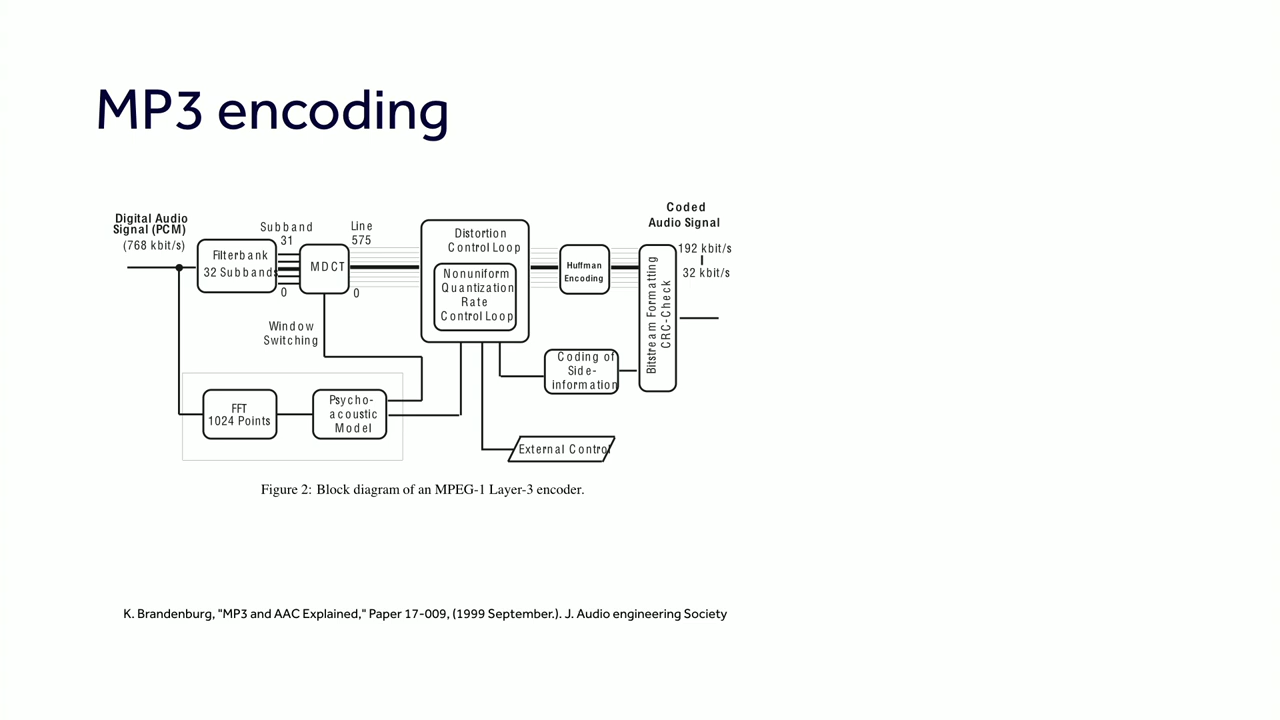 MP3 encoding
Digital Audio
Signal (PCM)
(768 kbit/s)
Filterbank
32 Subbands
Subband
31
0
MDCT
Line
575
0
Window
Switching
FFT
1024 Points
Psycho-
acoustic
Model
Distortion
Control Loop
Nonuniform
Quantization
Rate
Control Loop
Huffman
Encoding
Coding of
Side-
information
External Control
Bitstream Formatting
CRC-Check
Coded
Audio Signal
192 kbit/s
32 kbit/s
Figure 2: Block diagram of an MPEG-1 Layer-3 encoder.
K. Brandenburg, "MP3 and AAC Explained," Paper 17-009, (1999 September.). J. Audio engineering Society